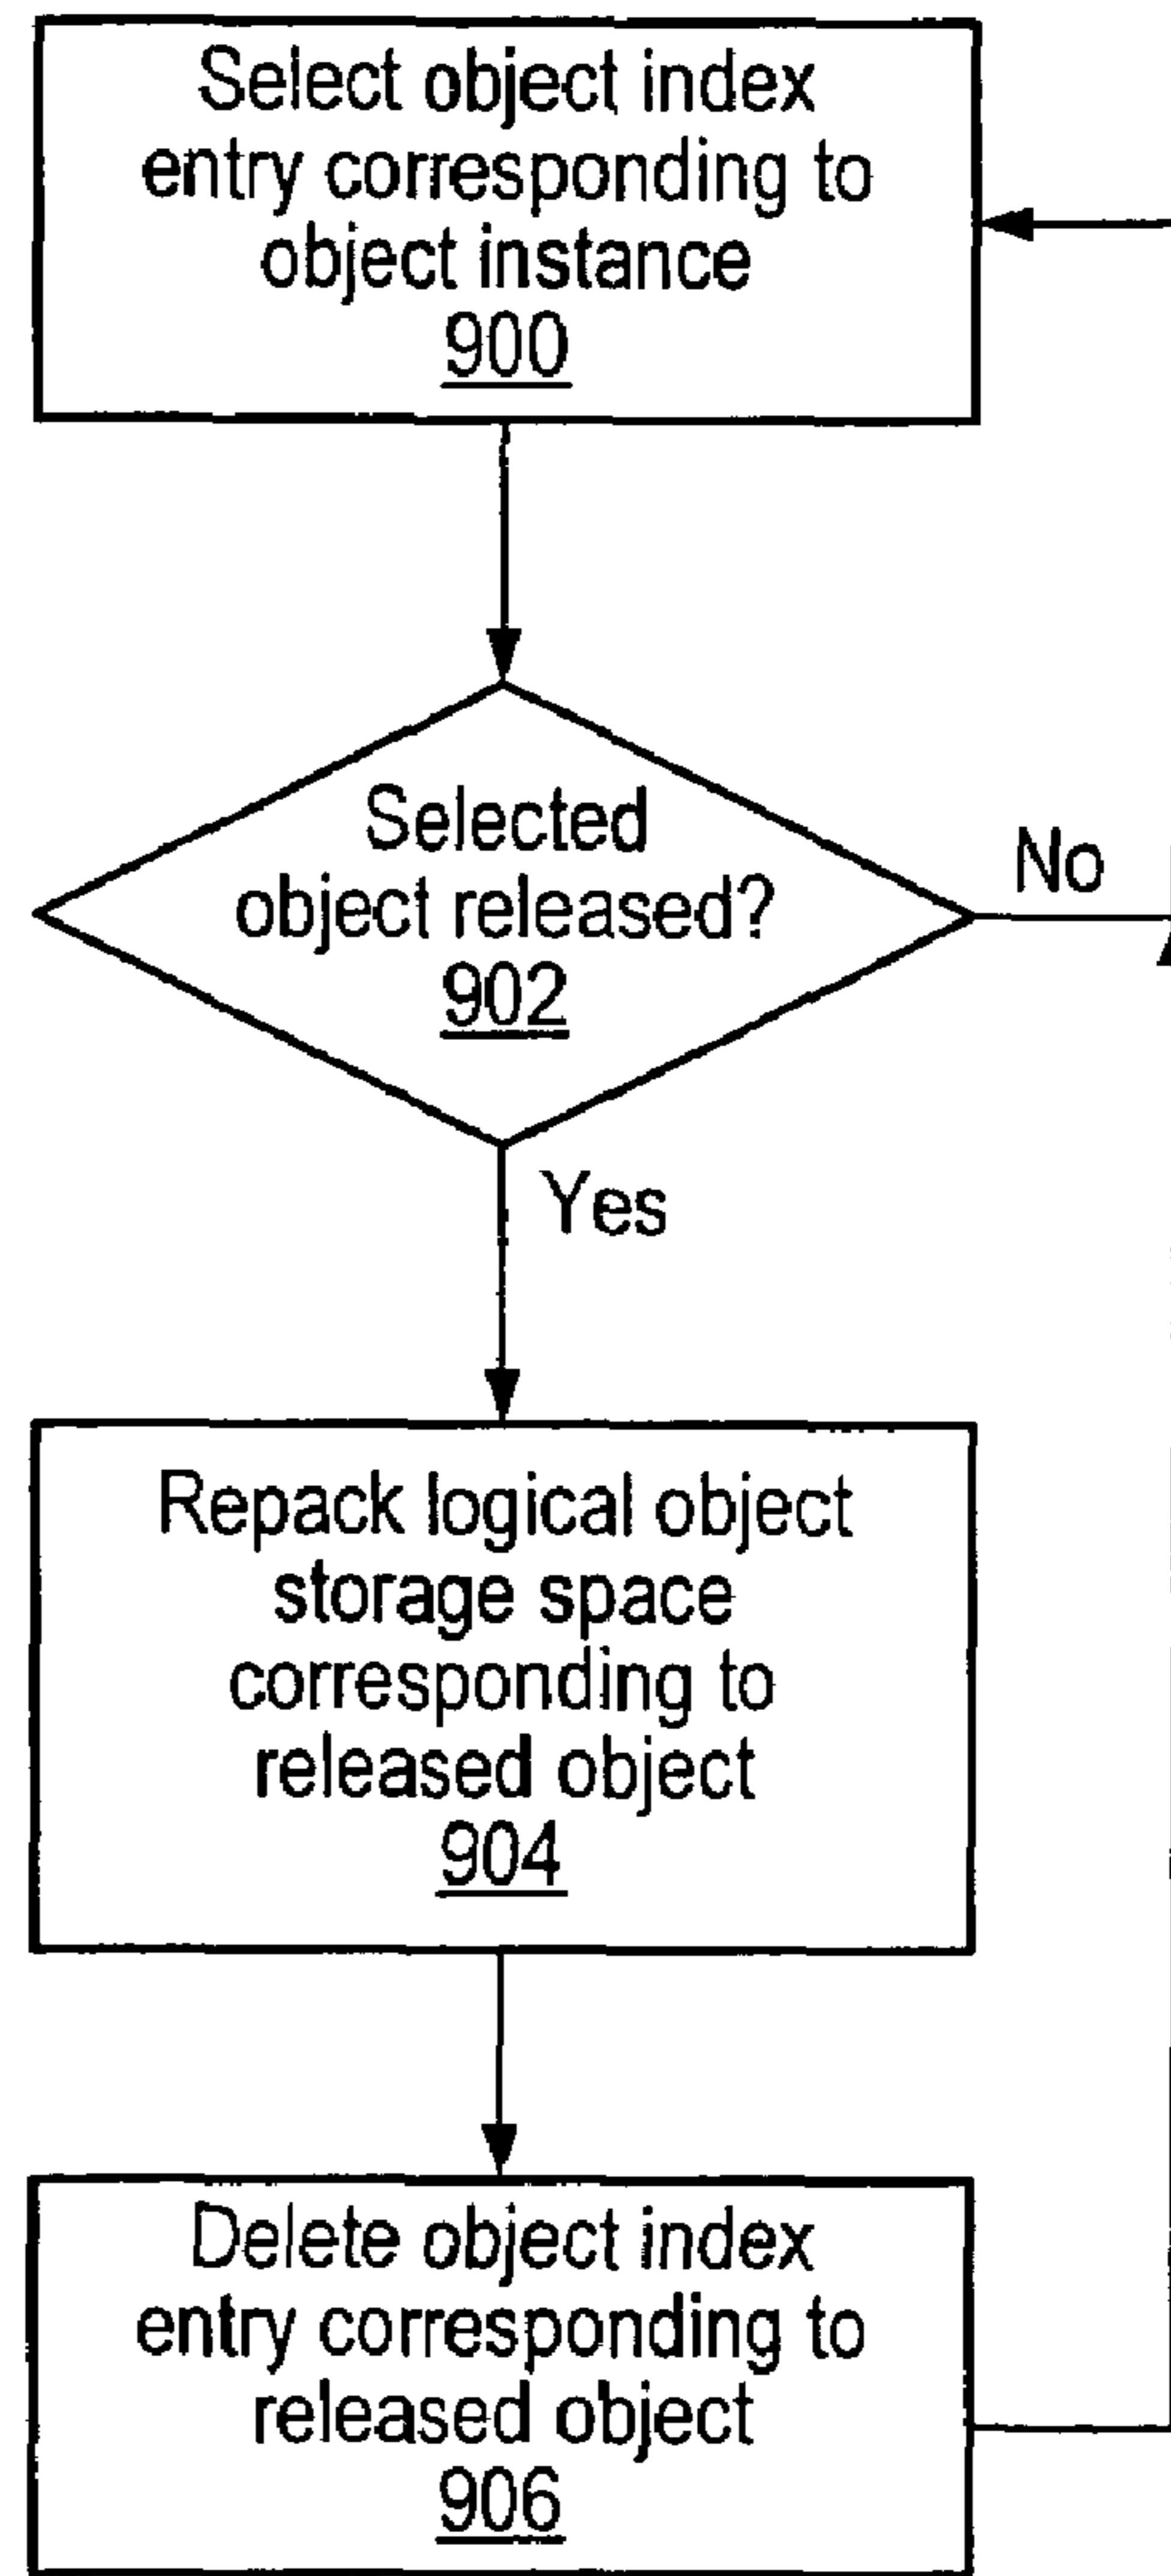 Select object index
entry corresponding to
object instance
900
Selected
object released?
902
No
Yes
Repack logical object
storage space
corresponding to
released object
904
Delete object index
entry corresponding to
released object
906